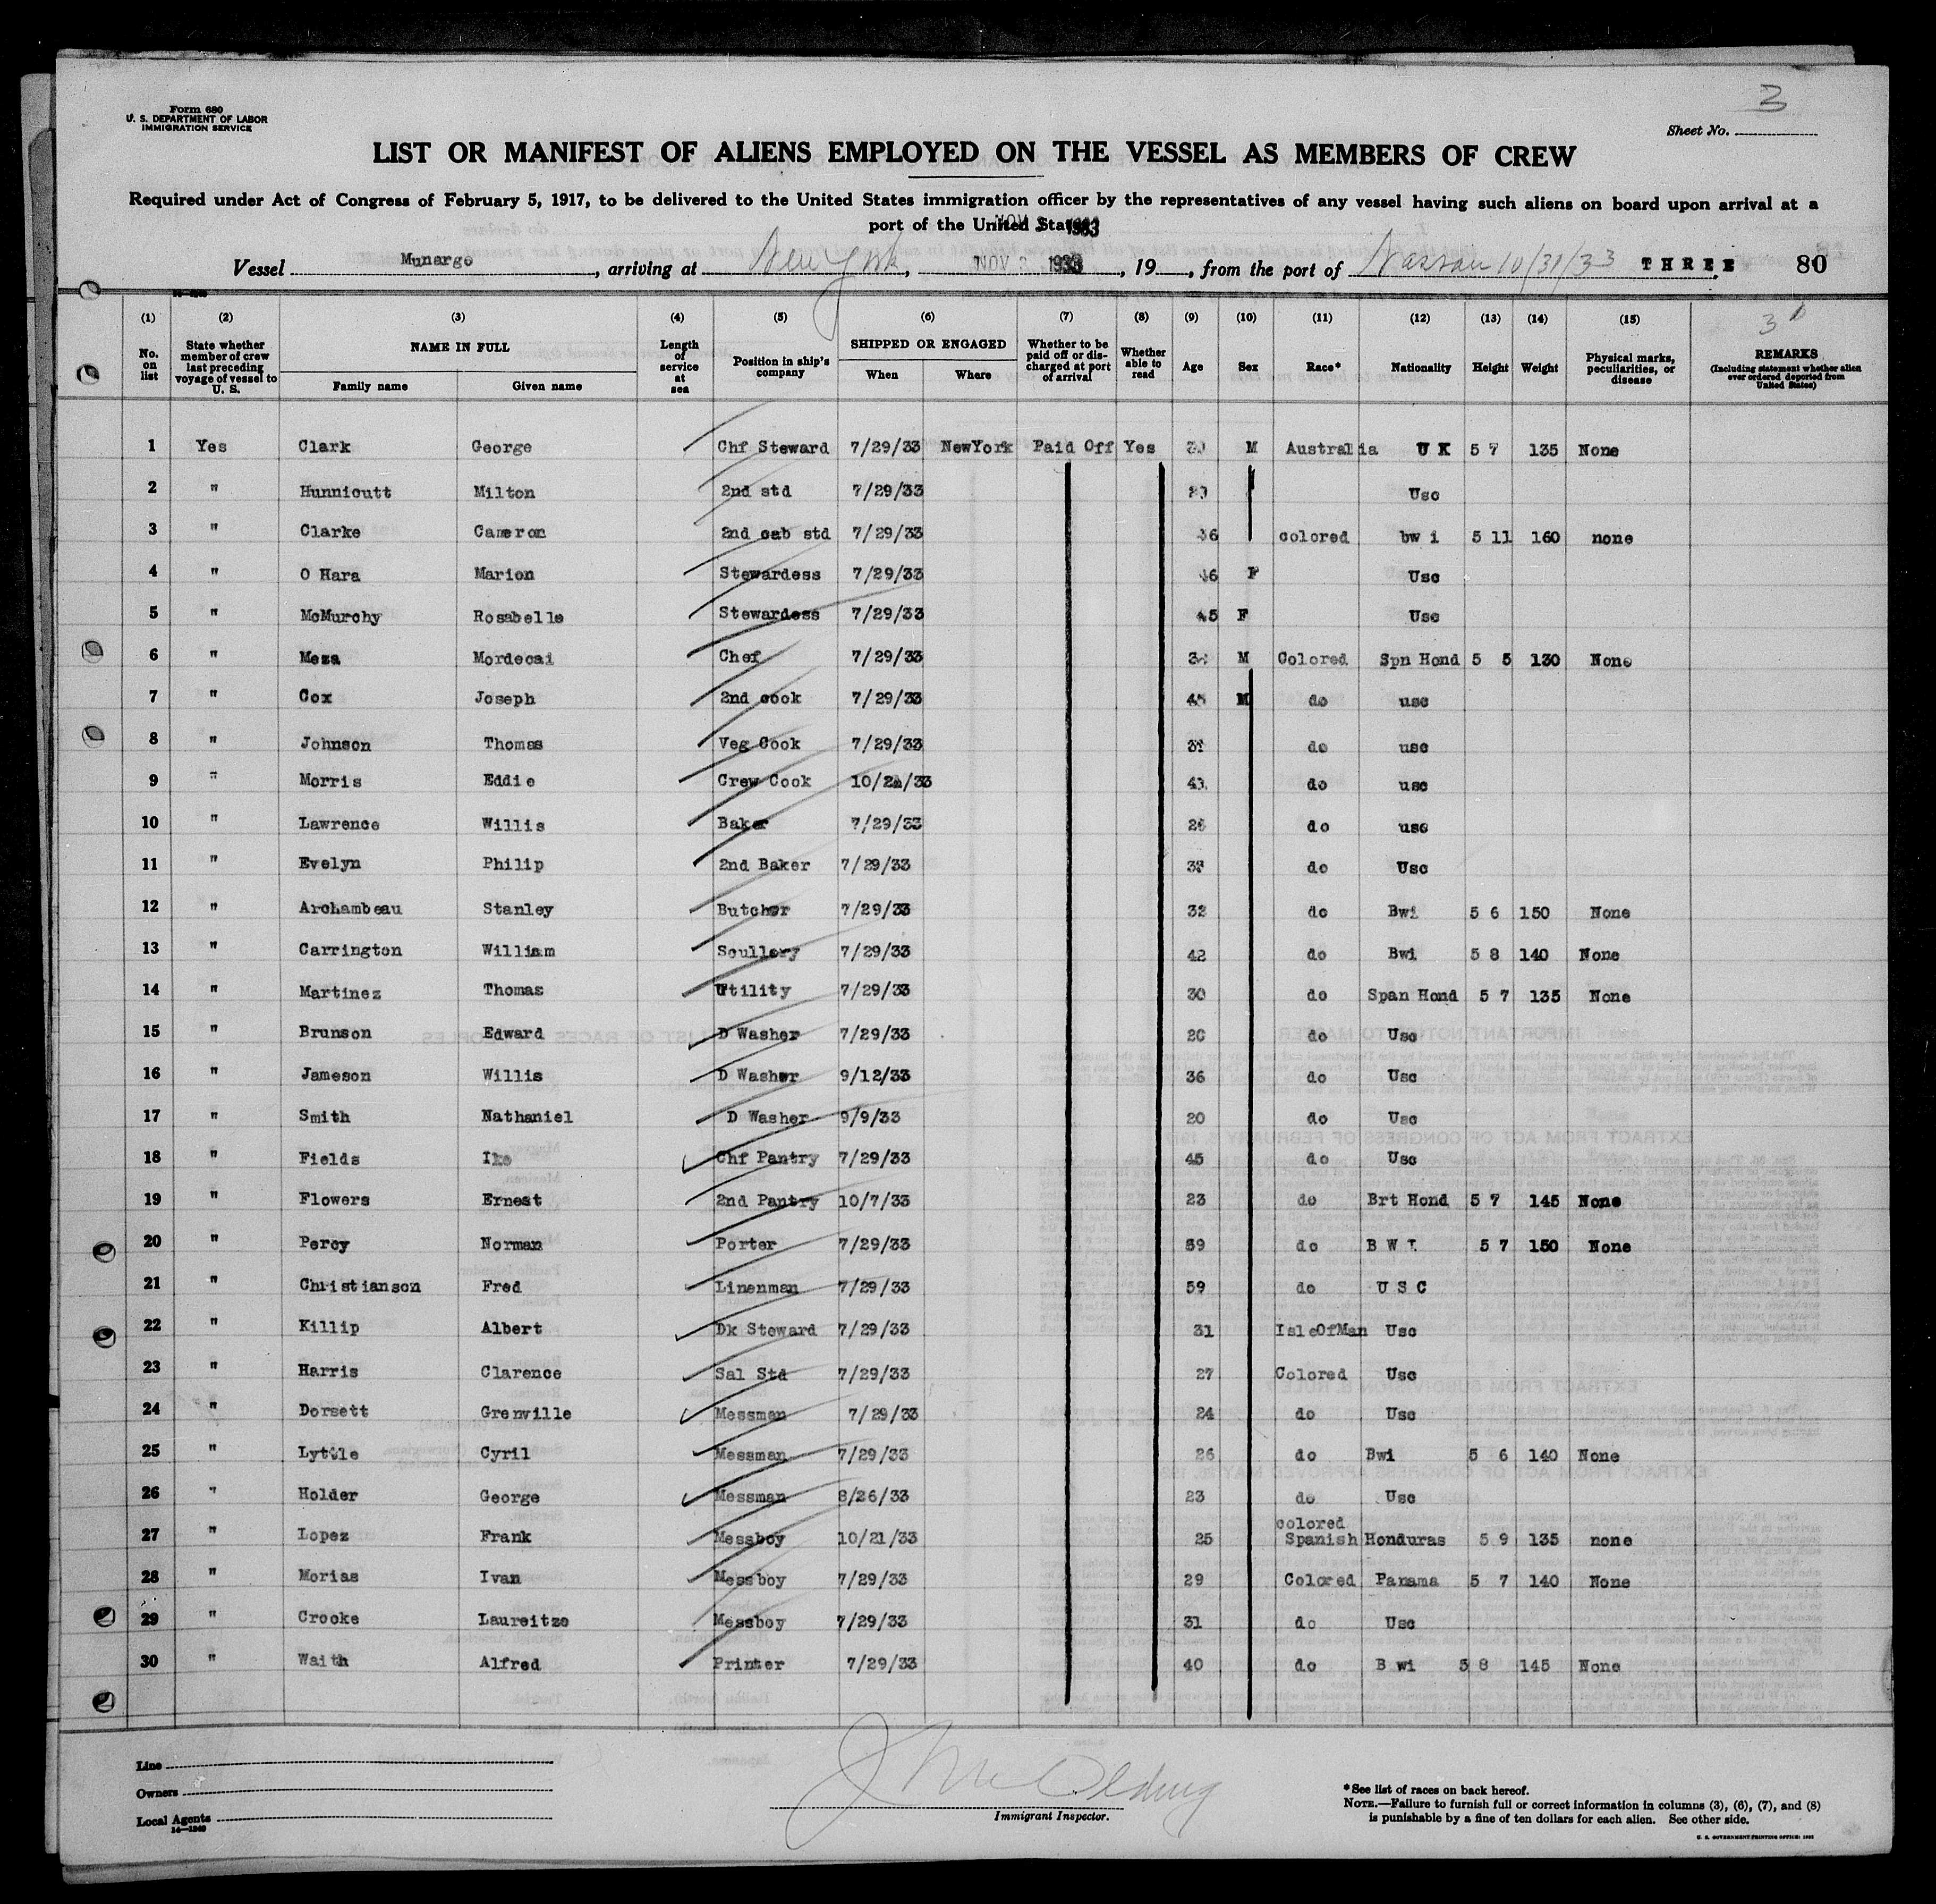 Form 680
U. S. DEPARTMENT OF LABOR
IMMIGRATION SERVICE
3
Sheet No.
LIST OR MANIFEST OF ALIENS EMPLOYED ON THE VESSEL AS MEMBERS OF CREW
Required under Act of Congress of February 5, 1917, to be delivered to the United States immigration officer by the representatives of any vessel having such aliens on board upon arrival at a
port of the United States
Vessel Munargo, arriving at New York, NOV 3 1933, 19, from the port of Nassau 10/31/33 THREE 80
(1) (2) (3) (4) (5) (6) (7) (8) (9) (10) (11) (12) (13) (14) (15) 3
No. on list State whether member of crew last preceding voyage of vessel to U. S. NAME IN FULL Family name Given name Length of service at sea Position in ship's company SHIPPED OR ENGAGED When Where Whether to be paid off or discharged at port of arrival Whether able to read Age Sex Race* Nationality Height Weight Physical marks, peculiarities, or disease REMARKS (Including statement whether alien ever ordered deported from United States)
1 Yes Clark George Chf Steward 7/29/33 NewYork Paid Off Yes M Australia U K 5 7 135 None
2 " Hunnicutt Milton 2nd std 7/29/33 Usc
3 " Clarke Cameron 2nd cab std 7/29/33 46 colored bw i 5 11 160 none
4 " O Hara Marion Stewardess 7/29/33 46 F Usc
5 " McMurchy Rosabelle Stewardess 7/29/33 45 F Usc
6 " Meza Mordecai Chef 7/29/33 M Colored Spn Hond 5 5 130 None
7 " Cox Joseph 2nd cook 7/29/33 45 M do usc
8 " Johnson Thomas Veg Cook 7/29/33 do usc
9 " Morris Eddie Crew Cook do usc
10 " Lawrence Willis Baker 7/29/33 26 do usc
11 " Evelyn Philip 2nd Baker 7/29/33 do Usc
12 " Archambeau Stanley Butcher 7/29/33 32 do Bwi 5 6 150 None
13 " Carrington William Scullery 7/29/33 42 do Bwi 5 8 140 None
14 " Martinez Thomas Utility 7/29/33 30 do Span Hond 5 7 135 None
15 " Brunson Edward D Washer 7/29/33 do Usc
16 " Jameson Willis D Washer 9/12/33 36 do Usc
17 " Smith Nathaniel D Washer 9/9/33 20 do Usc
18 " Fields Ike Chf Pantry 7/29/33 45 do Usc
19 " Flowers Ernest 2nd Pantry 10/7/33 23 do Brt Hond 5 7 145 None
20 " Percy Norman Porter 7/29/33 59 do B W I 5 7 150 None
21 " Christianson Fred Linenman 7/29/33 59 do U S C
22 " Killip Albert Dk Steward 7/29/33 31 IsleOfMan Usc
23 " Harris Clarence Sal Std 7/29/33 27 Colored Usc
24 " Dorsett Grenville Messman 7/29/33 24 do Usc
25 " Lyttle Cyril Messman 7/29/33 26 do Bwi 5 6 140 None
26 " Holder George Messman 8/26/33 23 do Usc
27 " Lopez Frank Messboy 10/21/33 25 colored Spanish Honduras 5 9 135 none
28 " Morias Ivan Messboy 7/29/33 29 Colored Panama 5 7 140 None
29 " Crooke Laureitze Messboy 7/29/33 31 do Usc
30 " Waith Alfred Printer 7/29/33 40 do B wi 5 8 145 None
Line
Owners
Local Agents
14—1240
Immigrant Inspector.
*See list of races on back hereof.
NOTE.—Failure to furnish full or correct information in columns (3), (6), (7), and (8)
is punishable by a fine of ten dollars for each alien. See other side.
U. S. GOVERNMENT PRINTING OFFICE: 1932